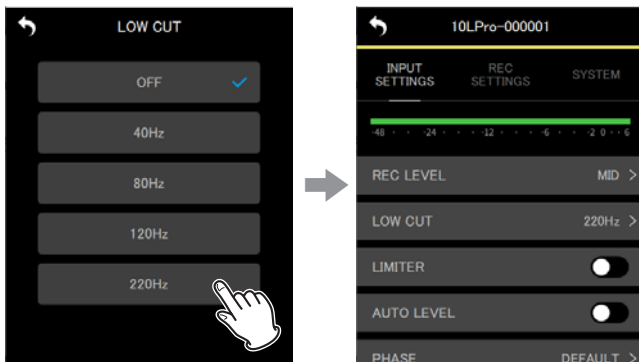 LOW CUT
OFF
40Hz
80Hz
120Hz
220Hz
10LPro-000001
INPUT SETTINGS
REC SETTINGS
SYSTEM
-48 · · -24 · · · -12 · · · -6 · · -2 0 · · 6
REC LEVEL MID >
LOW CUT 220Hz >
LIMITER
AUTO LEVEL
PHASE DEFAULT >